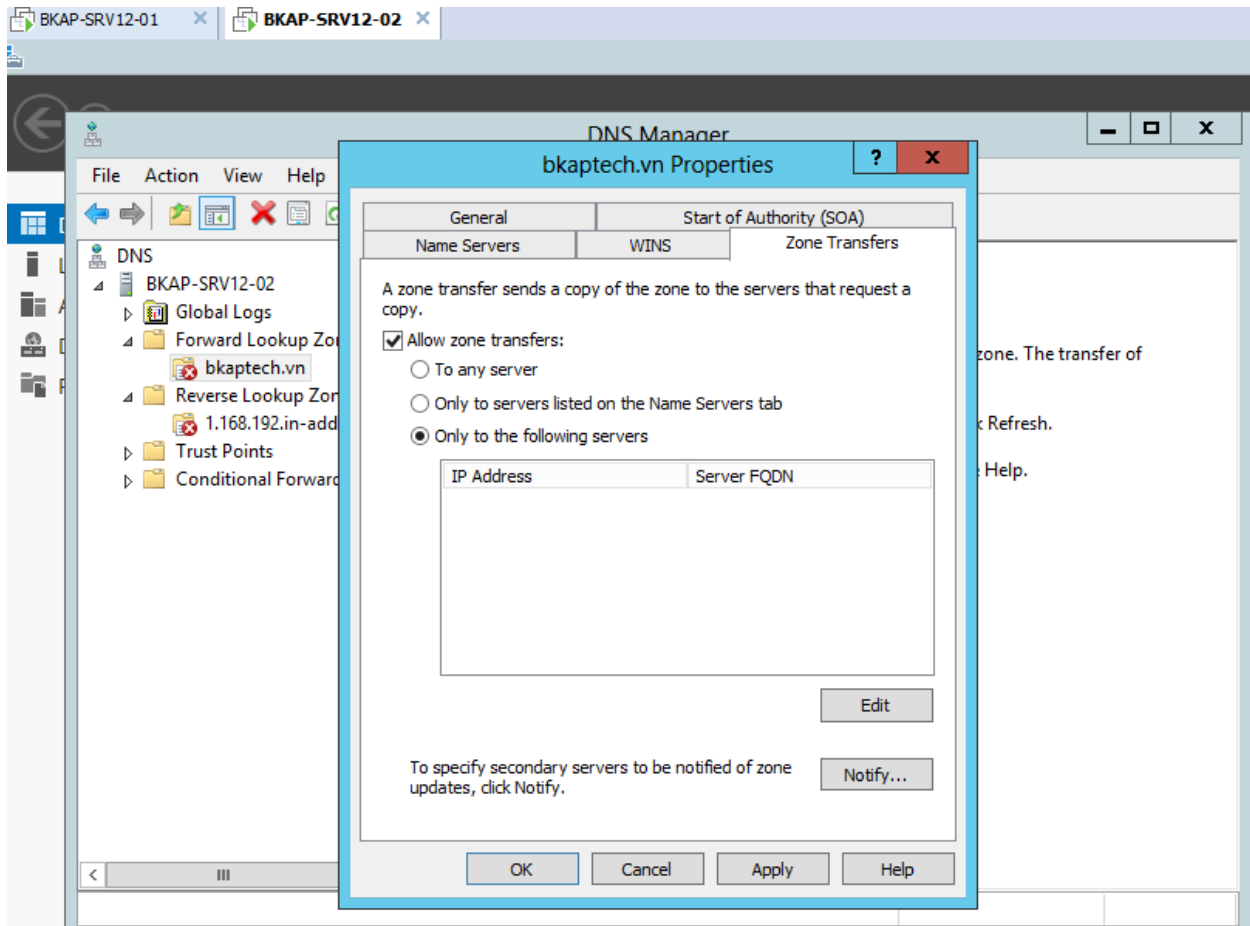 BKAP-SRV12-01
BKAP-SRV12-02
DNS Manager
bkaptech.vn Properties
File Action View Help
General
Start of Authority (SOA)
Name Servers
WINS
Zone Transfers
DNS
BKAP-SRV12-02
Global Logs
Forward Lookup Zo
bkaptech.vn
Reverse Lookup Zon
1.168.192.in-add
Trust Points
Conditional Forward
A zone transfer sends a copy of the zone to the servers that request a
copy.
Allow zone transfers:
To any server
Only to servers listed on the Name Servers tab
Only to the following servers
IP Address
Server FQDN
Edit
To specify secondary servers to be notified of zone
updates, click Notify.
Notify...
OK
Cancel
Apply
Help
zone. The transfer of
Refresh.
Help.